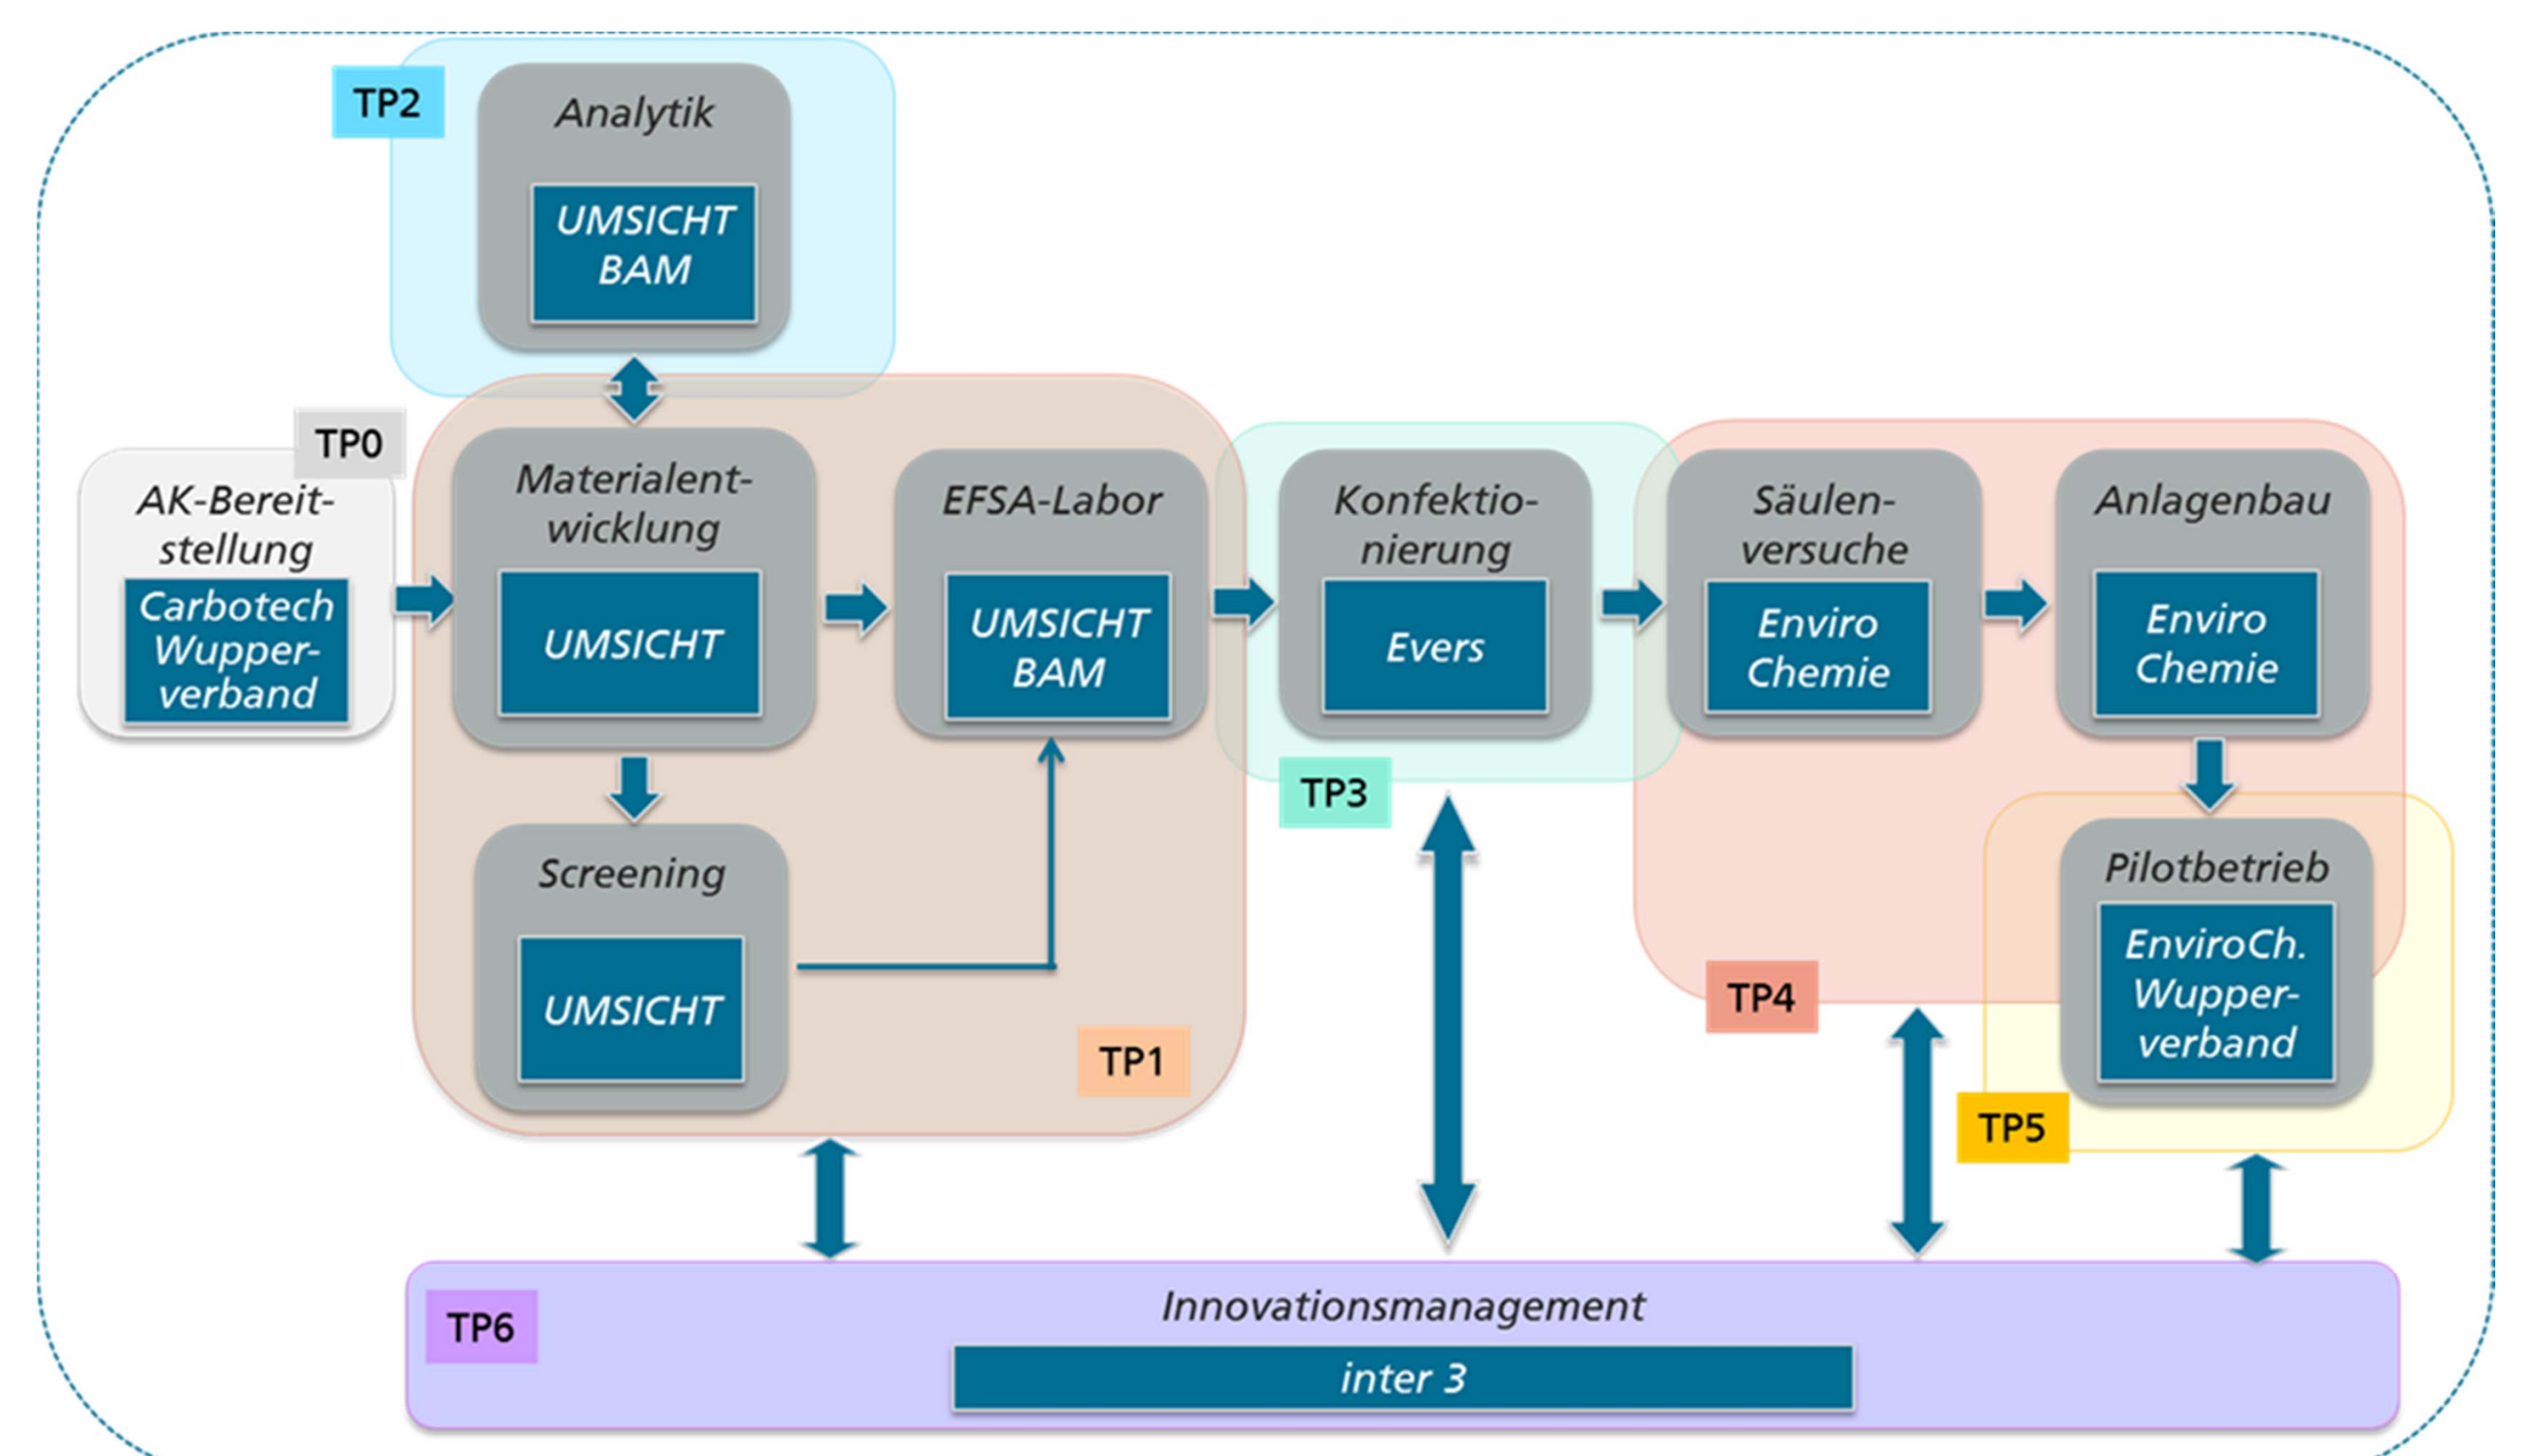 TP2
Analytik
UMSICHT
BAM
TP0
AK-Bereit-
stellung
Carbotech
Wupper-
verband
Materialent-
wicklung
UMSICHT
EFSA-Labor
UMSICHT
BAM
Konfektio-
nierung
Evers
TP3
Säulen-
versuche
Enviro
Chemie
Anlagenbau
Enviro
Chemie
Screening
UMSICHT
TP1
TP4
Pilotbetrieb
EnviroCh.
Wupper-
verband
TP5
TP6
Innovationsmanagement
inter 3